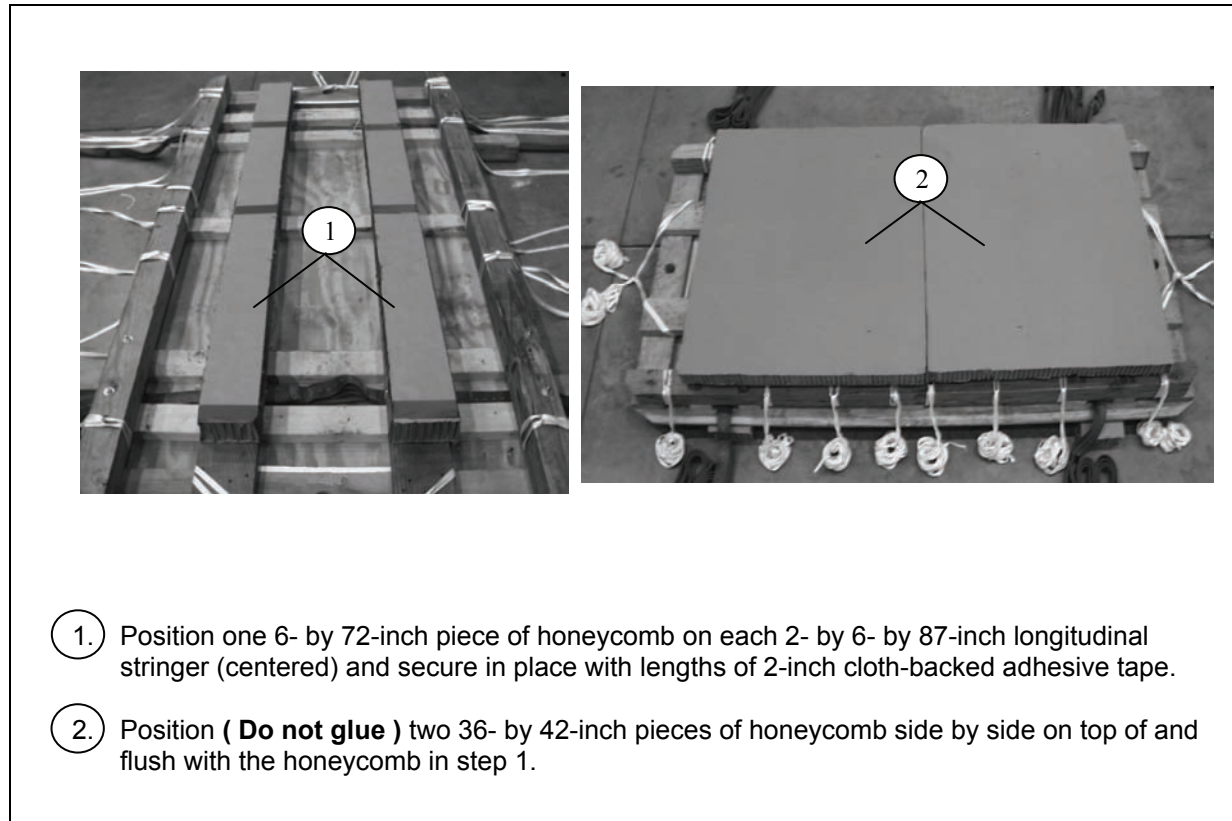 1
2
1. Position one 6- by 72-inch piece of honeycomb on each 2- by 6- by 87-inch longitudinal
stringer (centered) and secure in place with lengths of 2-inch cloth-backed adhesive tape.
2. Position ( Do not glue ) two 36- by 42-inch pieces of honeycomb side by side on top of and
flush with the honeycomb in step 1.